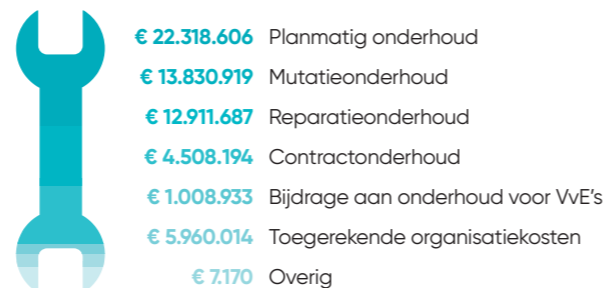 € 22.318.606 Planmatig onderhoud
€ 13.830.919 Mutatieonderhoud
€ 12.911.687 Reparatieonderhoud
€ 4.508.194 Contractonderhoud
€ 1.008.933 Bijdrage aan onderhoud voor VvE's
€ 5.960.014 Toegerekende organisatiekosten
€ 7.170 Overig